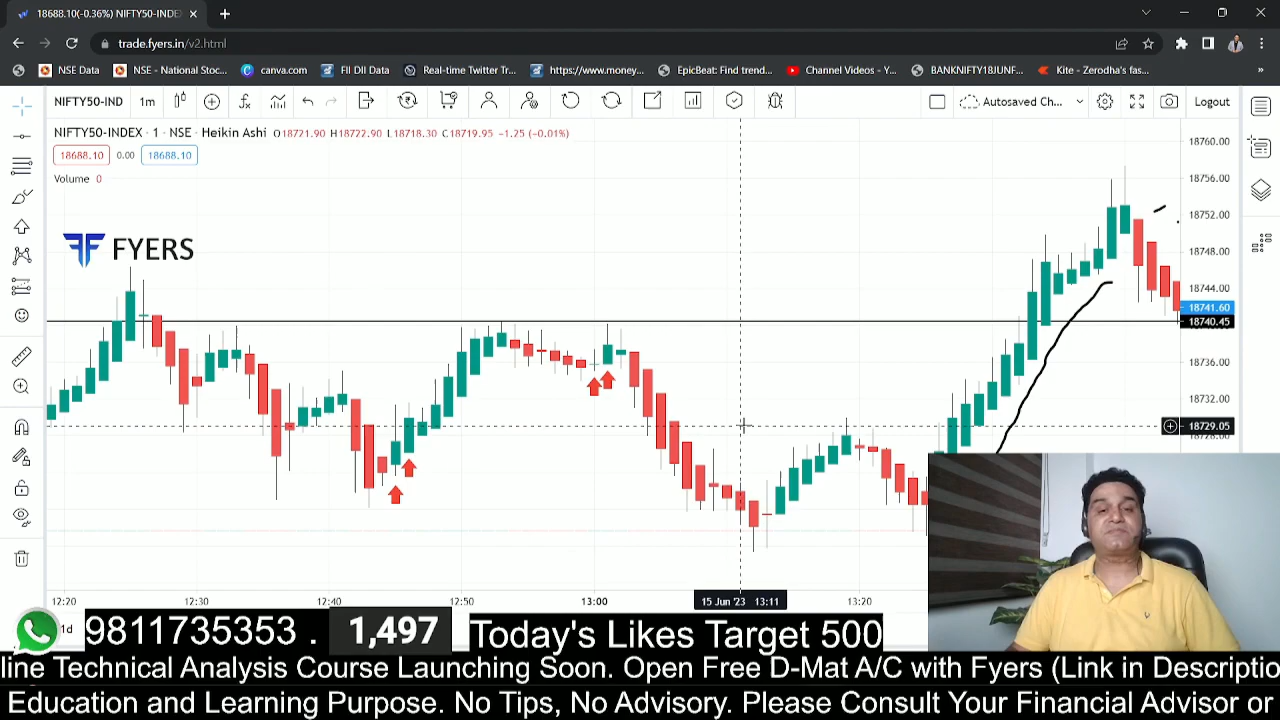 18688.10(-0.36%) NIFTY50-INDE
trade.fyers.in/v2.html
NSE Data
NSE - National Stoc...
canva.com
FII DII Data
Real-time Twitter Tr...
https://www.money...
EpicBeat: Find trend...
Channel Videos - Y...
BANKNIFTY18JUNF...
Kite - Zerodha's fas...
»
NIFTY50-IND
1m
Autosaved Ch...
Logout
NIFTY50-INDEX · 1 · NSE · Heikin Ashi O18721.90 H18722.90 L18718.30 C18719.95 -1.25 (-0.01%)
18688.10 0.00 18688.10
Volume 0
FYERS
18760.00
18756.00
18752.00
18748.00
18744.00
18741.60
18740.45
18736.00
18732.00
18729.05
12:20
12:30
12:40
12:50
13:00
15 Jun '23 13:11
13:20
1d
9811735353 .
1,497
Today's Likes Target 500
line Technical Analysis Course Launching Soon. Open Free D-Mat A/C with Fyers (Link in Descriptio
Education and Learning Purpose. No Tips, No Advisory. Please Consult Your Financial Advisor or